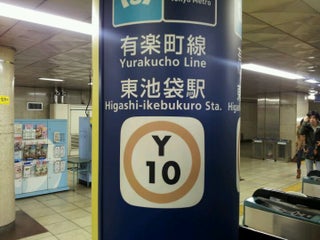 Tokyo Metro
有楽町線
Yurakucho Line
東池袋駅
Higashi-ikebukuro Sta.
Y
10